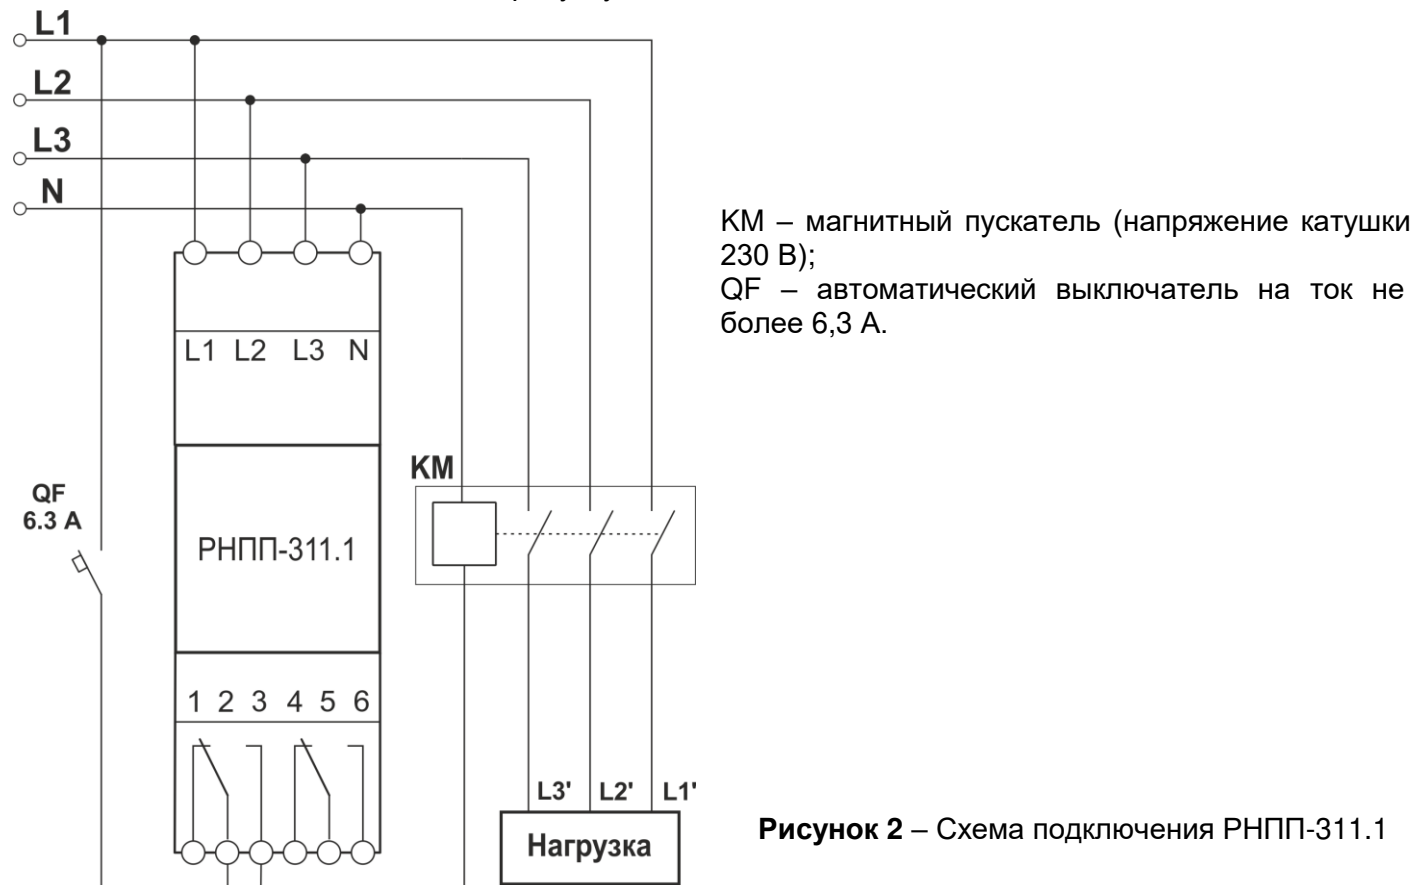 L1
L2
L3
N
L1 L2 L3 N
KM
QF
6.3 A
РНПП-311.1
1 2 3 4 5 6
L3' L2' L1'
Нагрузка
КМ – магнитный пускатель (напряжение катушки
230 В);
QF – автоматический выключатель на ток не
более 6,3 А.
Рисунок 2 – Схема подключения РНПП-311.1